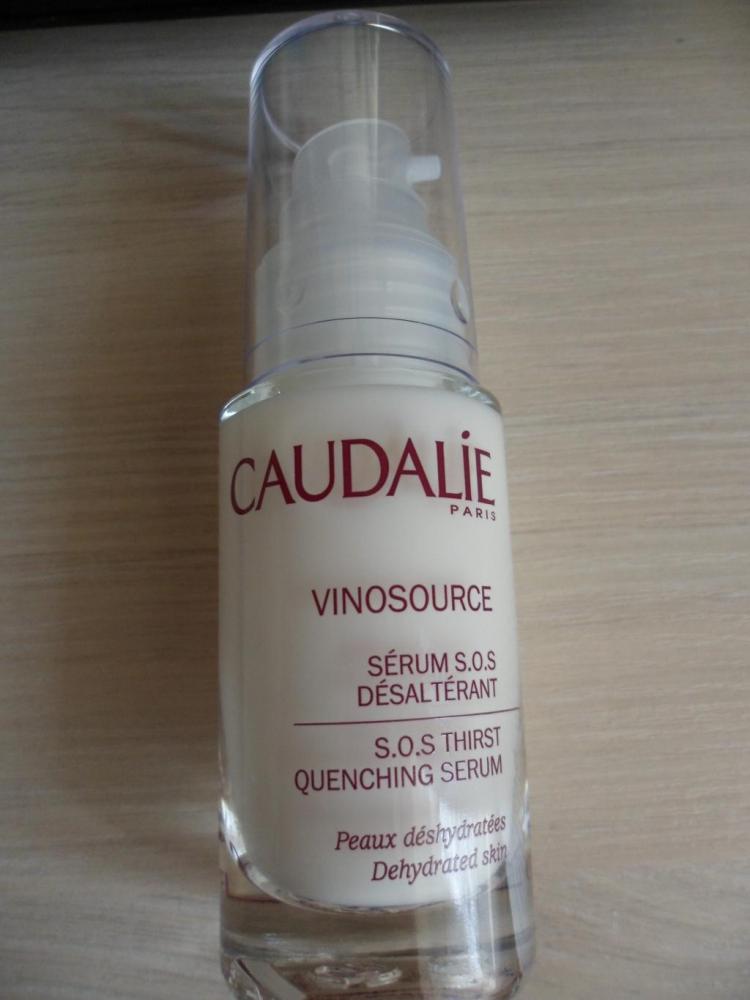 CAUDALIE
PARIS
VINOSOURCE
SÉRUM S.O.S
DÉSALTÉRANT
S.O.S THIRST
QUENCHING SERUM
Peaux déshydratées
Dehydrated skin